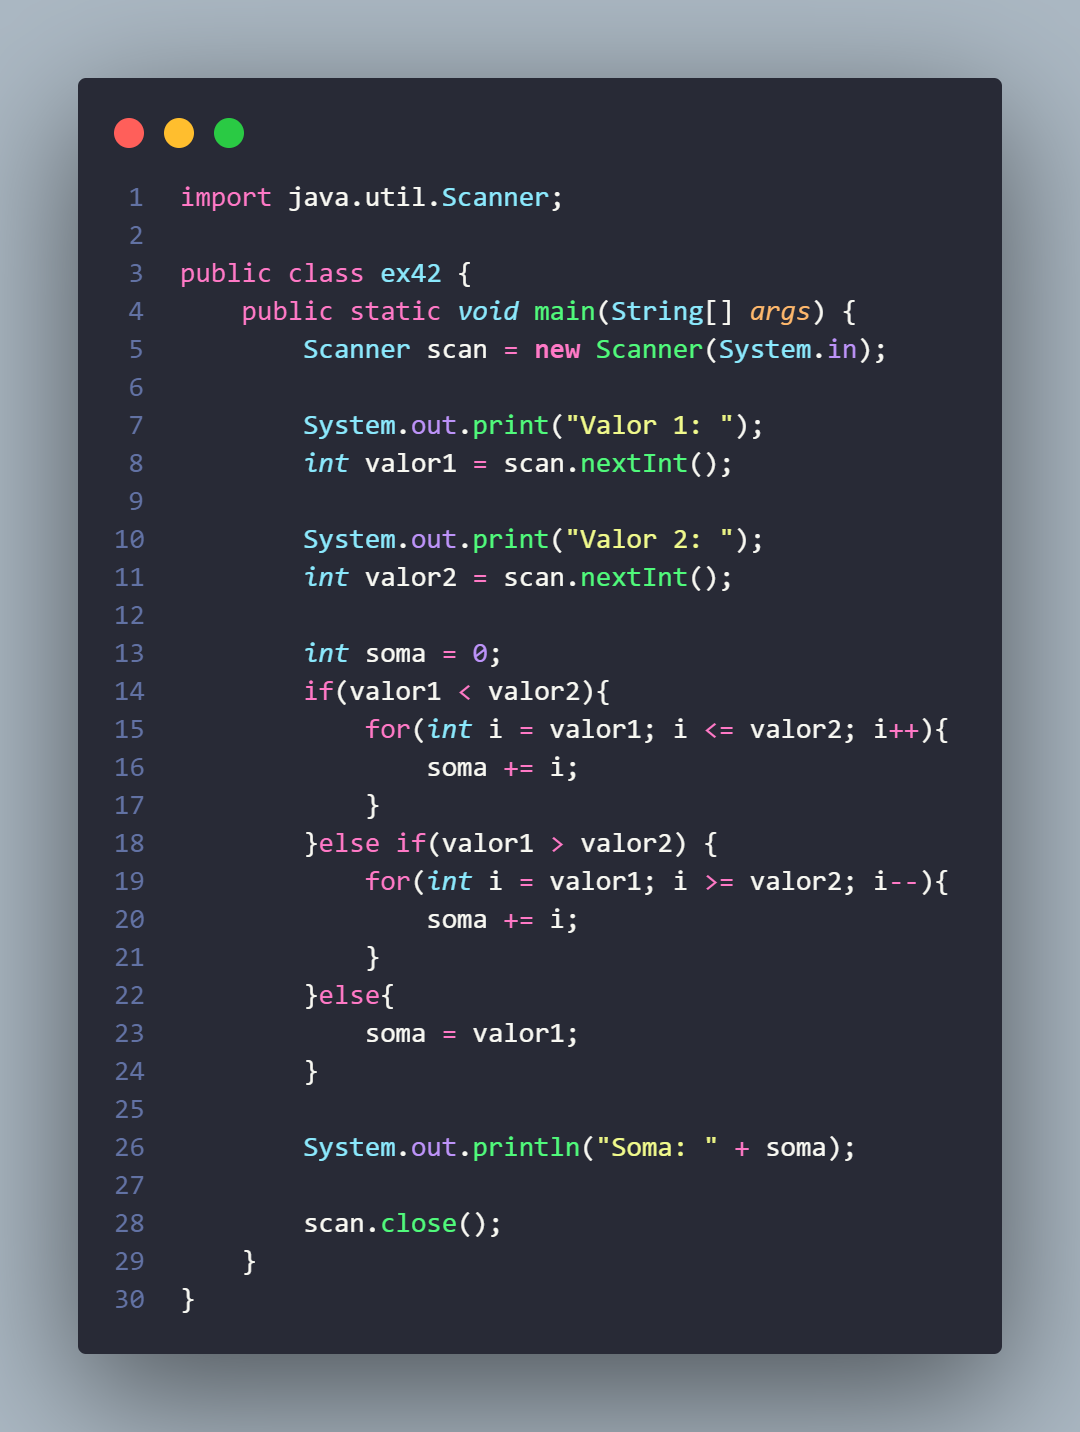 1 import java.util.Scanner;
2
3 public class ex42 {
4     public static void main(String[] args) {
5         Scanner scan = new Scanner(System.in);
6
7         System.out.print("Valor 1: ");
8         int valor1 = scan.nextInt();
9
10         System.out.print("Valor 2: ");
11         int valor2 = scan.nextInt();
12
13         int soma = 0;
14         if(valor1 < valor2){
15             for(int i = valor1; i <= valor2; i++){
16                 soma += i;
17             }
18         }else if(valor1 > valor2) {
19             for(int i = valor1; i >= valor2; i--){
20                 soma += i;
21             }
22         }else{
23             soma = valor1;
24         }
25
26         System.out.println("Soma: " + soma);
27
28         scan.close();
29     }
30 }